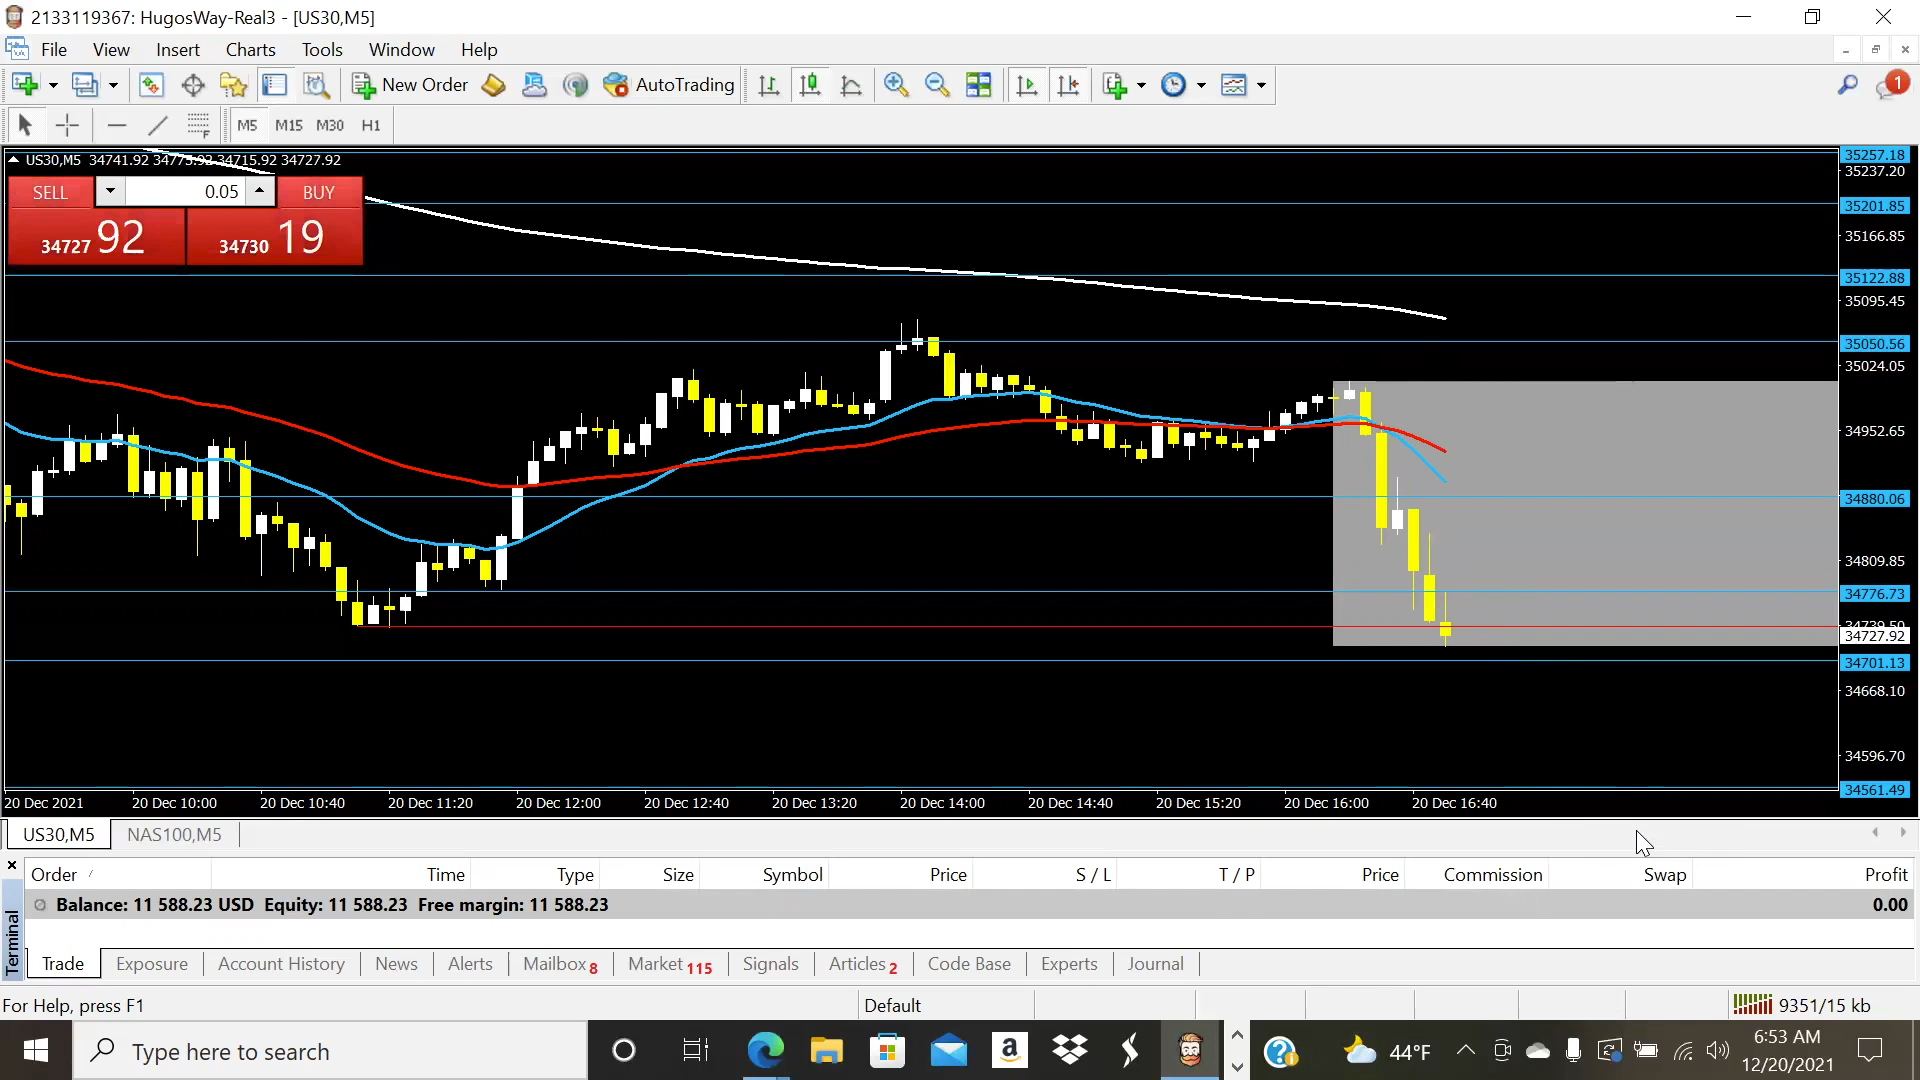 2133119367: HugosWay-Real3 - [US30,M5]
File View Insert Charts Tools Window Help
New Order AutoTrading 1
F M5 M15 M30 H1
US30,M5 34741.92 34775.92 34715.92 34727.92
SELL 0.05 BUY
34727 92 34730 19
35257.18
35237.20
35201.85
35166.85
35122.88
35095.45
35050.56
35024.05
34952.65
34880.06
34809.85
34776.73
34739.50
34727.92
34701.13
34668.10
34596.70
34561.49
20 Dec 2021 20 Dec 10:00 20 Dec 10:40 20 Dec 11:20 20 Dec 12:00 20 Dec 12:40 20 Dec 13:20 20 Dec 14:00 20 Dec 14:40 20 Dec 15:20 20 Dec 16:00 20 Dec 16:40
US30,M5 NAS100,M5
Order / Time Type Size Symbol Price S / L T / P Price Commission Swap Profit
Balance: 11 588.23 USD Equity: 11 588.23 Free margin: 11 588.23 0.00
Terminal
Trade Exposure Account History News Alerts Mailbox 8 Market 115 Signals Articles 2 Code Base Experts Journal
For Help, press F1 Default 9351/15 kb
Type here to search a 44°F 6:53 AM
12/20/2021